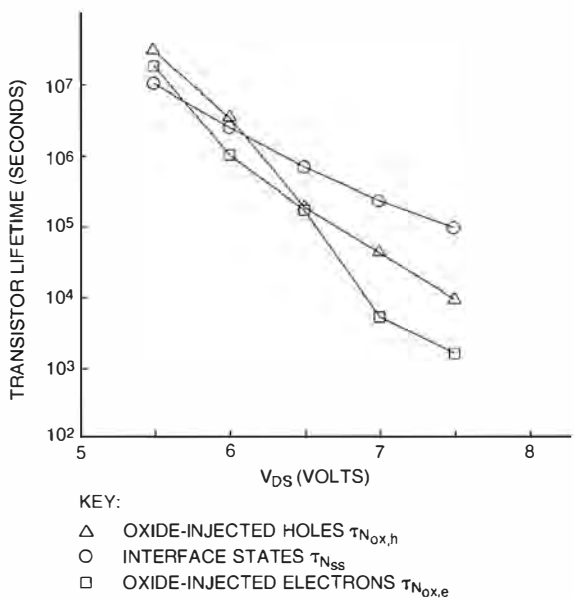 TRANSISTOR LIFETIME (SECONDS)
10⁷
10⁶
10⁵
10⁴
10³
10²
5 6 7 8
V_DS (VOLTS)
KEY:
△ OXIDE-INJECTED HOLES τ_Nox,h
○ INTERFACE STATES τ_Nss
□ OXIDE-INJECTED ELECTRONS τ_Nox,e